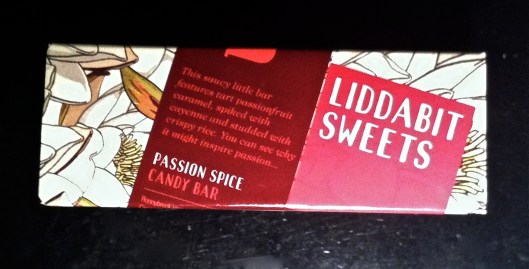 This saucy little bar
features tart passionfruit
caramel, spiked with
cayenne and studded with
crispy rice. You can see why
it might inspire passion...
PASSION SPICE
CANDY BAR
LIDDABIT
SWEETS